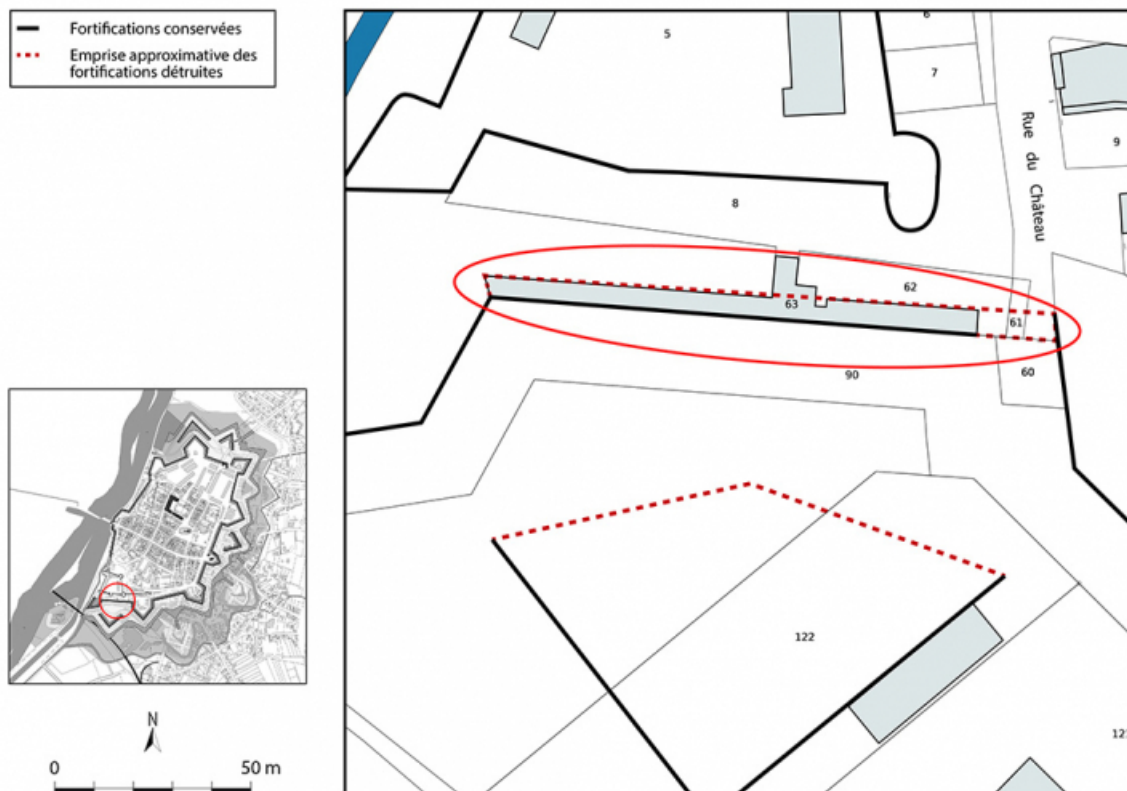 Fortifications conservées
Emprise approximative des
fortifications détruites
N
0 50 m
5
6
7
Rue du Château
9
8
62
63
61
60
90
122